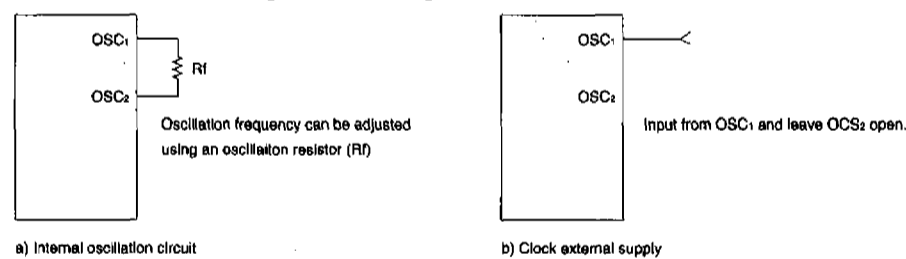 OSC₁
Rf
OSC₂
Oscillation frequency can be adjusted
using an oscillaiton resistor (Rf)
a) Internal oscillation circuit
OSC₁
OSC₂
Input from OSC₁ and leave OCS₂ open.
b) Clock external supply